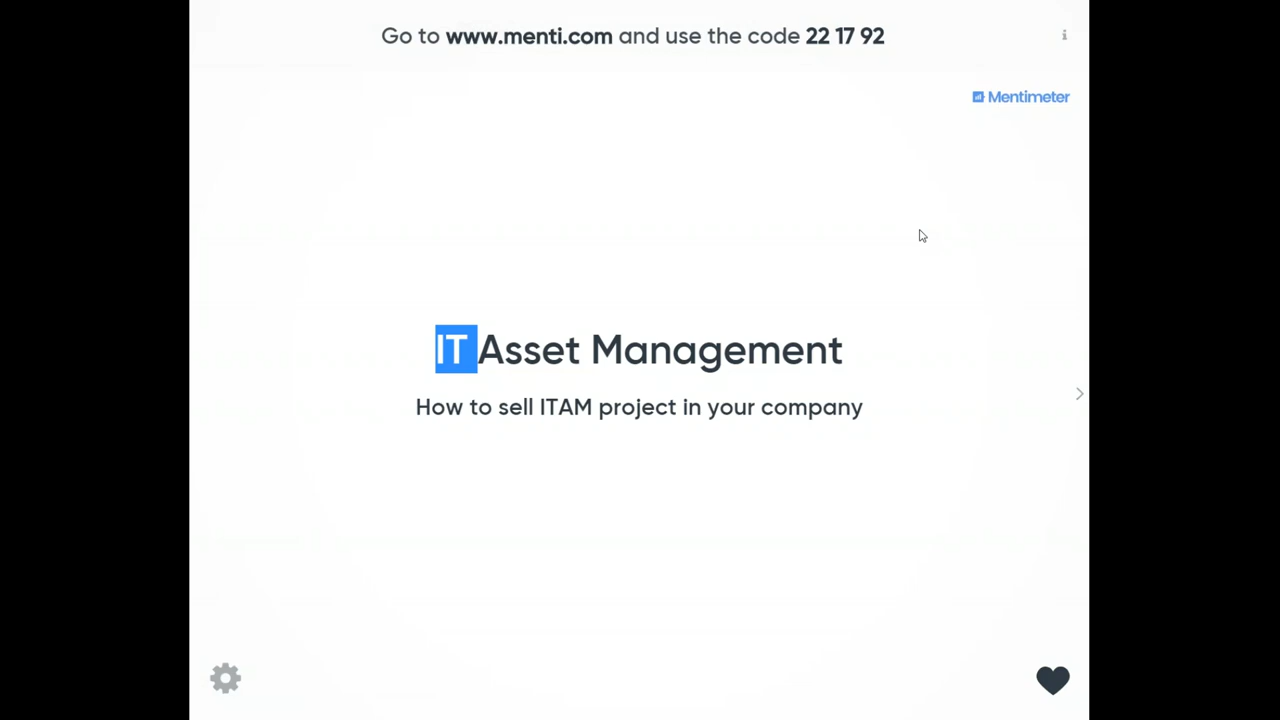 Go to www.menti.com and use the code 22 17 92
Mentimeter
IT Asset Management
How to sell ITAM project in your company